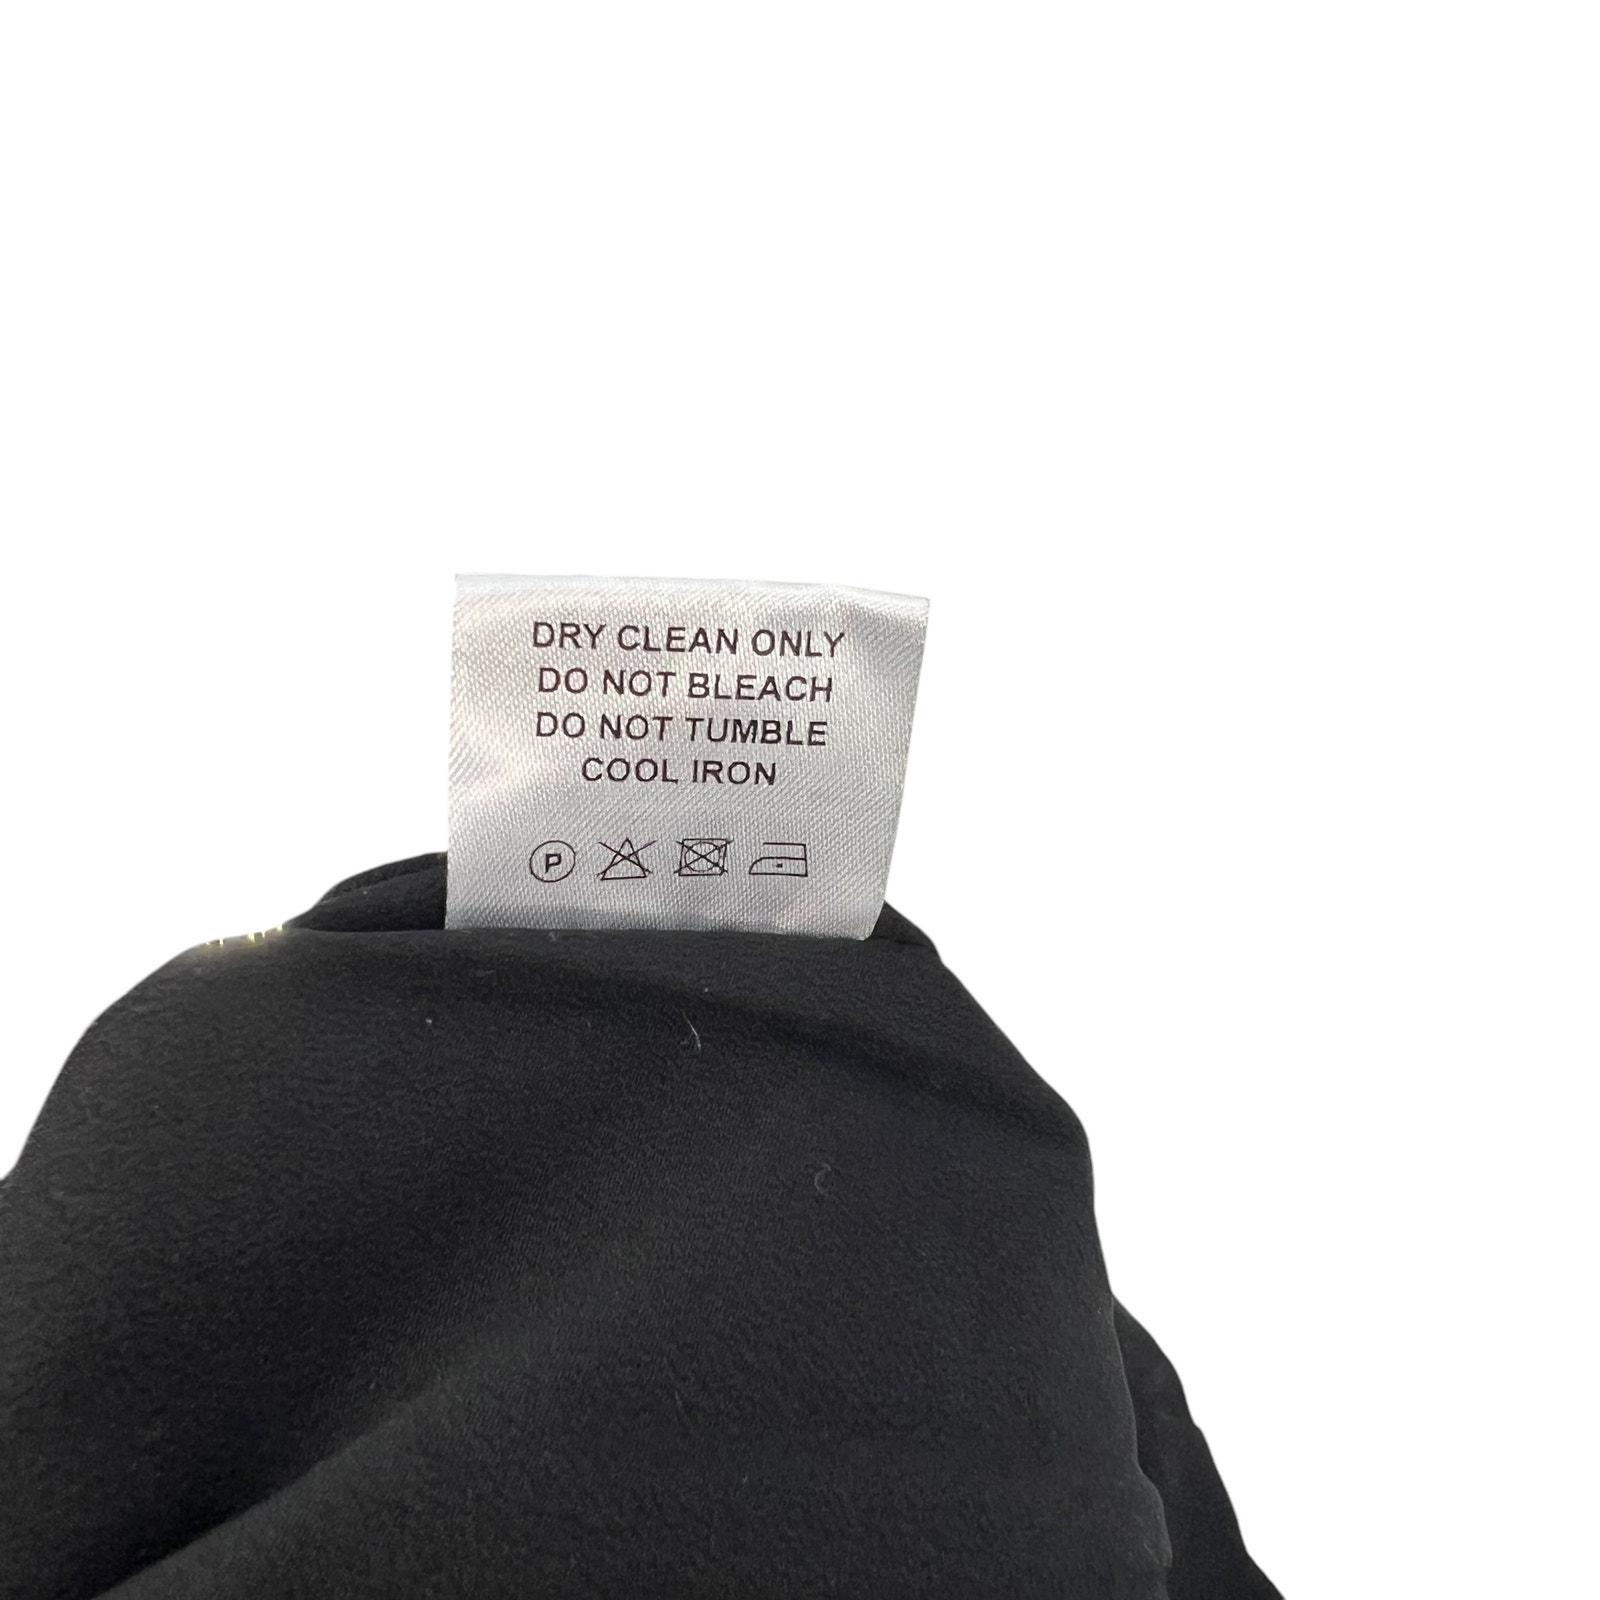 DRY CLEAN ONLY
DO NOT BLEACH
DO NOT TUMBLE
COOL IRON
P